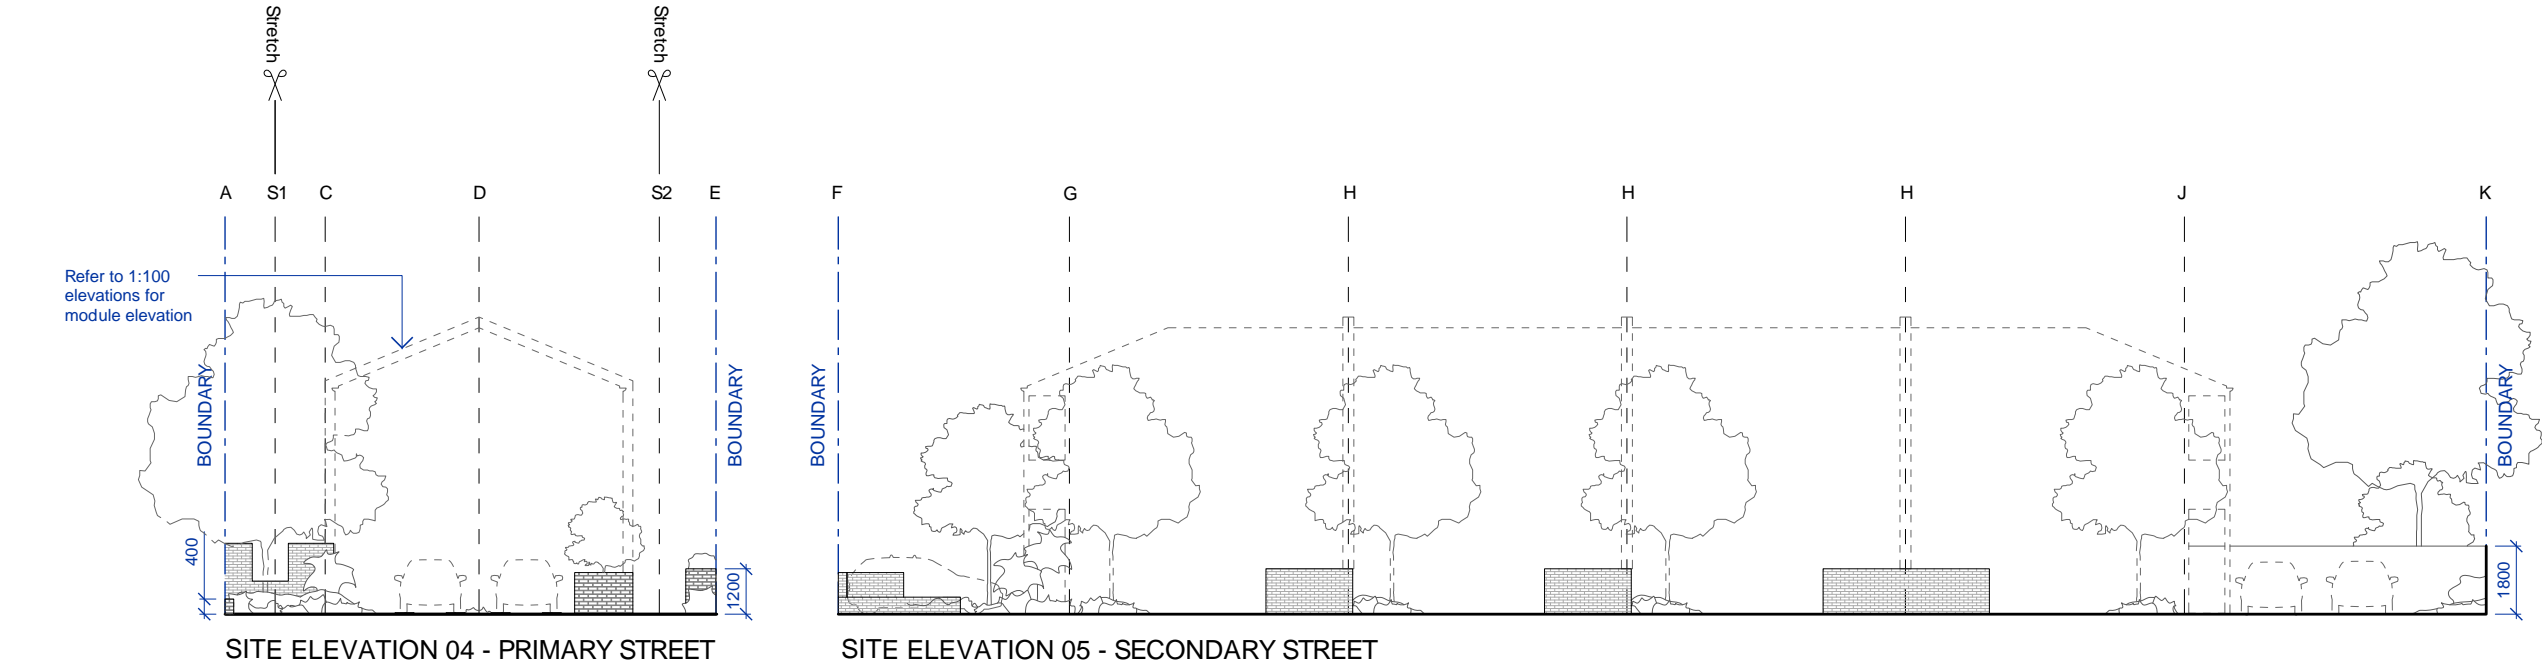 Stretch
Stretch
A S1 C D S2 E F G H H H J K
Refer to 1:100
elevations for
module elevation
BOUNDARY
BOUNDARY
BOUNDARY
BOUNDARY
400
1200
1800
SITE ELEVATION 04 - PRIMARY STREET
SITE ELEVATION 05 - SECONDARY STREET